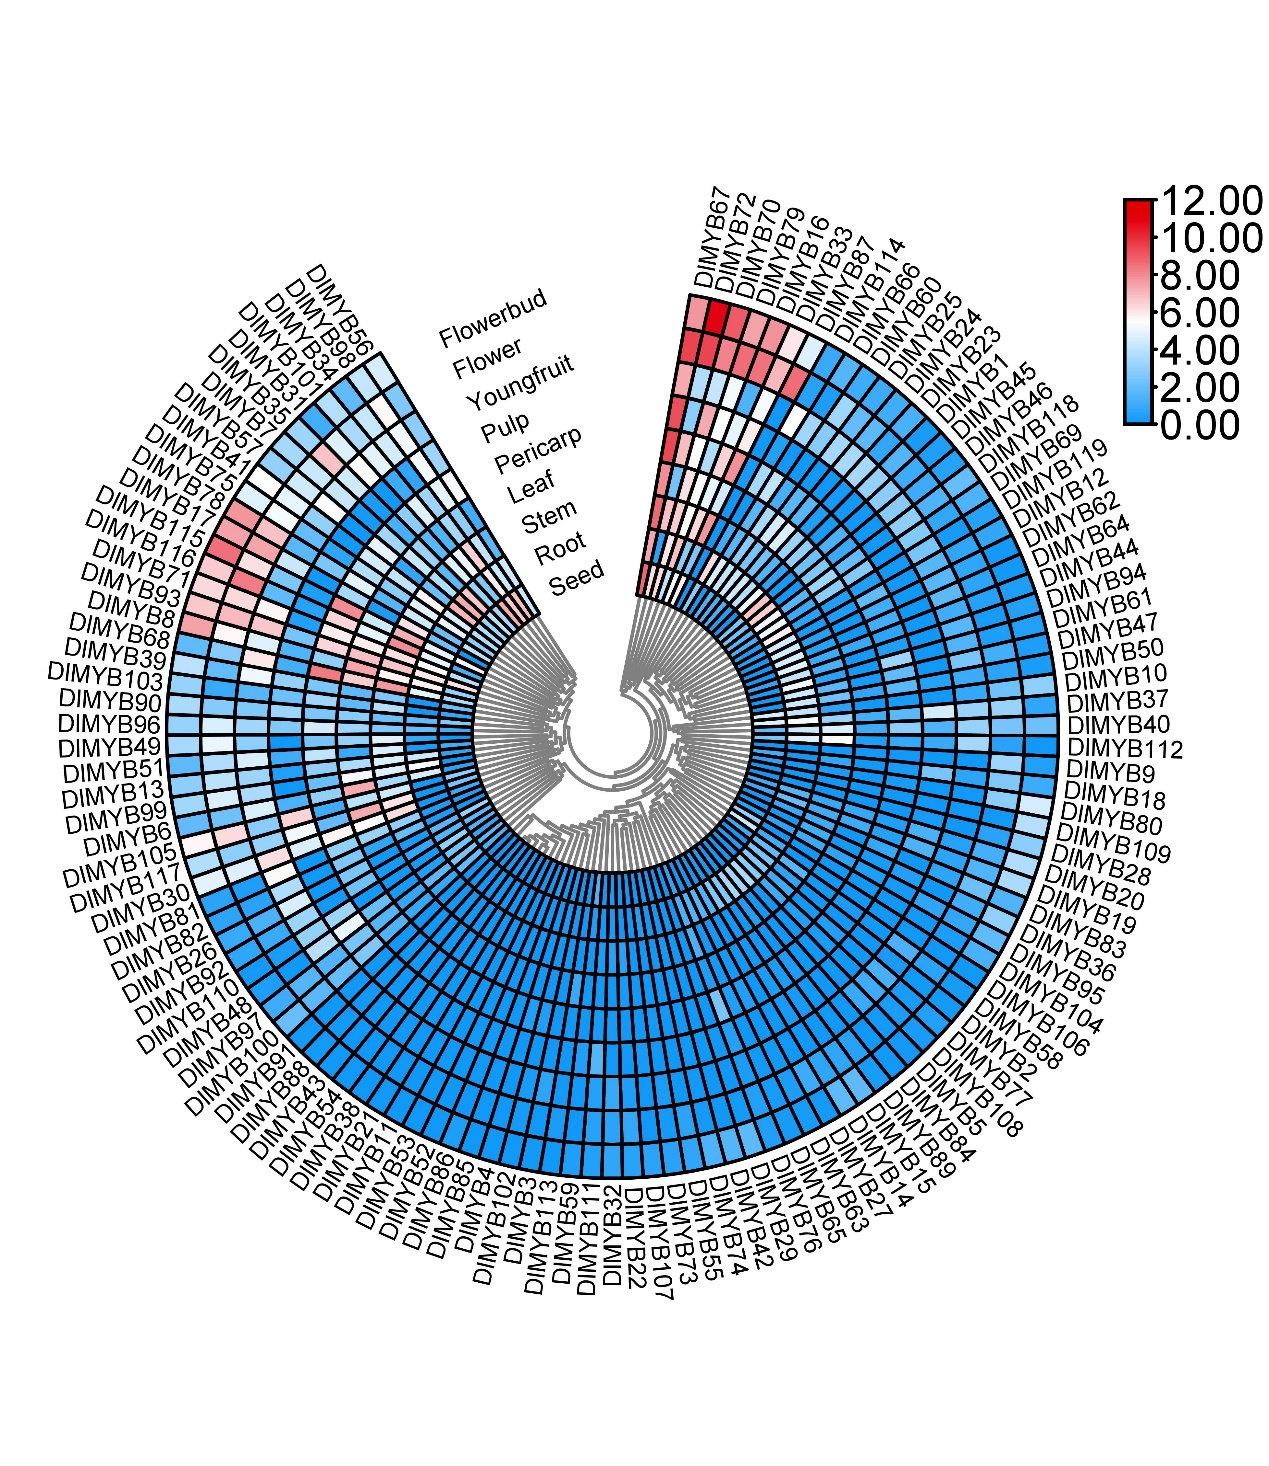 12.00
10.00
8.00
6.00
4.00
2.00
0.00
Flowerbud
Flower
Youngfruit
Pulp
Pericarp
Leaf
Stem
Root
Seed
DlMYB67
DlMYB72
DlMYB70
DlMYB79
DlMYB16
DlMYB33
DlMYB87
DlMYB114
DlMYB66
DlMYB60
DlMYB25
DlMYB24
DlMYB23
DlMYB1
DlMYB45
DlMYB46
DlMYB118
DlMYB69
DlMYB119
DlMYB12
DlMYB62
DlMYB64
DlMYB44
DlMYB94
DlMYB61
DlMYB47
DlMYB50
DlMYB10
DlMYB37
DlMYB40
DlMYB112
DlMYB9
DlMYB18
DlMYB80
DlMYB109
DlMYB28
DlMYB20
DlMYB19
DlMYB83
DlMYB36
DlMYB95
DlMYB104
DlMYB106
DlMYB58
DlMYB2
DlMYB77
DlMYB108
DlMYB5
DlMYB84
DlMYB89
DlMYB15
DlMYB14
DlMYB27
DlMYB63
DlMYB65
DlMYB76
DlMYB29
DlMYB42
DlMYB74
DlMYB55
DlMYB73
DlMYB107
DlMYB22
DlMYB32
DlMYB111
DlMYB59
DlMYB113
DlMYB3
DlMYB102
DlMYB4
DlMYB85
DlMYB86
DlMYB52
DlMYB53
DlMYB11
DlMYB21
DlMYB38
DlMYB54
DlMYB43
DlMYB88
DlMYB91
DlMYB100
DlMYB97
DlMYB48
DlMYB110
DlMYB92
DlMYB26
DlMYB82
DlMYB81
DlMYB30
DlMYB117
DlMYB105
DlMYB6
DlMYB99
DlMYB13
DlMYB51
DlMYB49
DlMYB96
DlMYB90
DlMYB103
DlMYB39
DlMYB68
DlMYB8
DlMYB93
DlMYB71
DlMYB116
DlMYB115
DlMYB17
DlMYB78
DlMYB75
DlMYB41
DlMYB57
DlMYB35
DlMYB7
DlMYB31
DlMYB101
DlMYB34
DlMYB98
DlMYB56